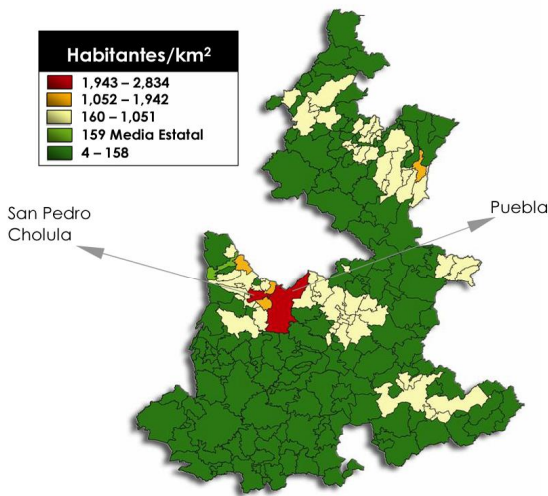 Habitantes/km²
1,943 – 2,834
1,052 – 1,942
160 – 1,051
159 Media Estatal
4 – 158
San Pedro
Cholula
Puebla